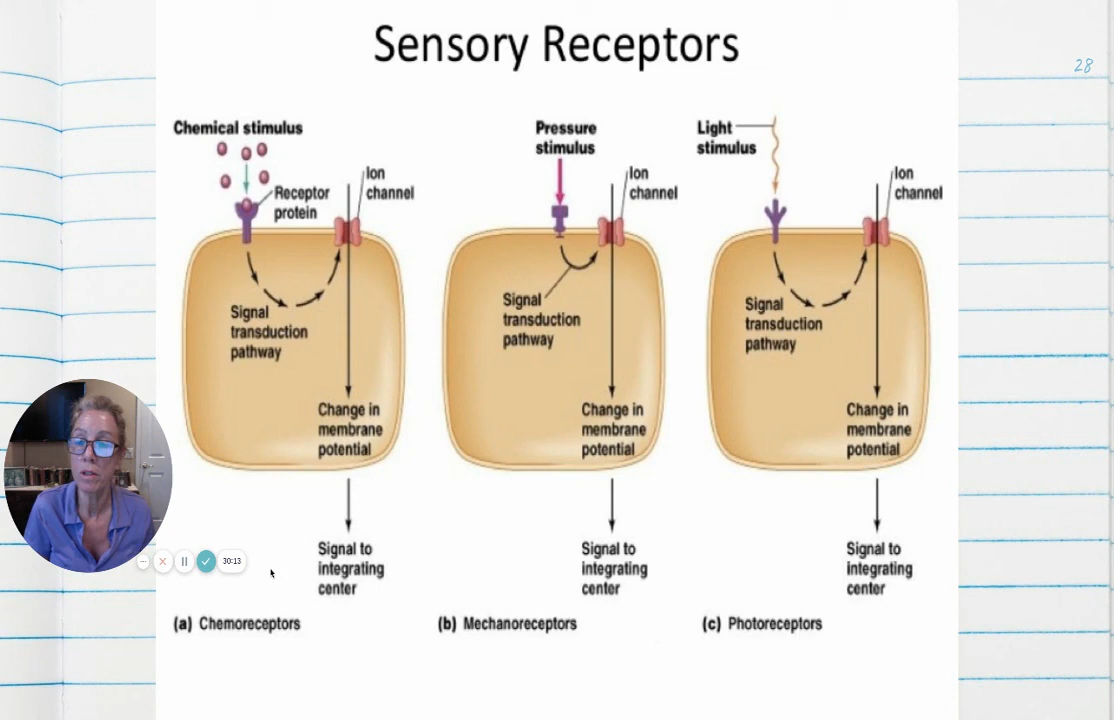 Sensory Receptors
28
Chemical stimulus
Receptor
protein
Ion
channel
Signal
transduction
pathway
Change in
membrane
potential
Signal to
integrating
center
(a) Chemoreceptors
Pressure
stimulus
Ion
channel
Signal
transduction
pathway
Change in
membrane
potential
Signal to
integrating
center
(b) Mechanoreceptors
Light
stimulus
Ion
channel
Signal
transduction
pathway
Change in
membrane
potential
Signal to
integrating
center
(c) Photoreceptors
30:13